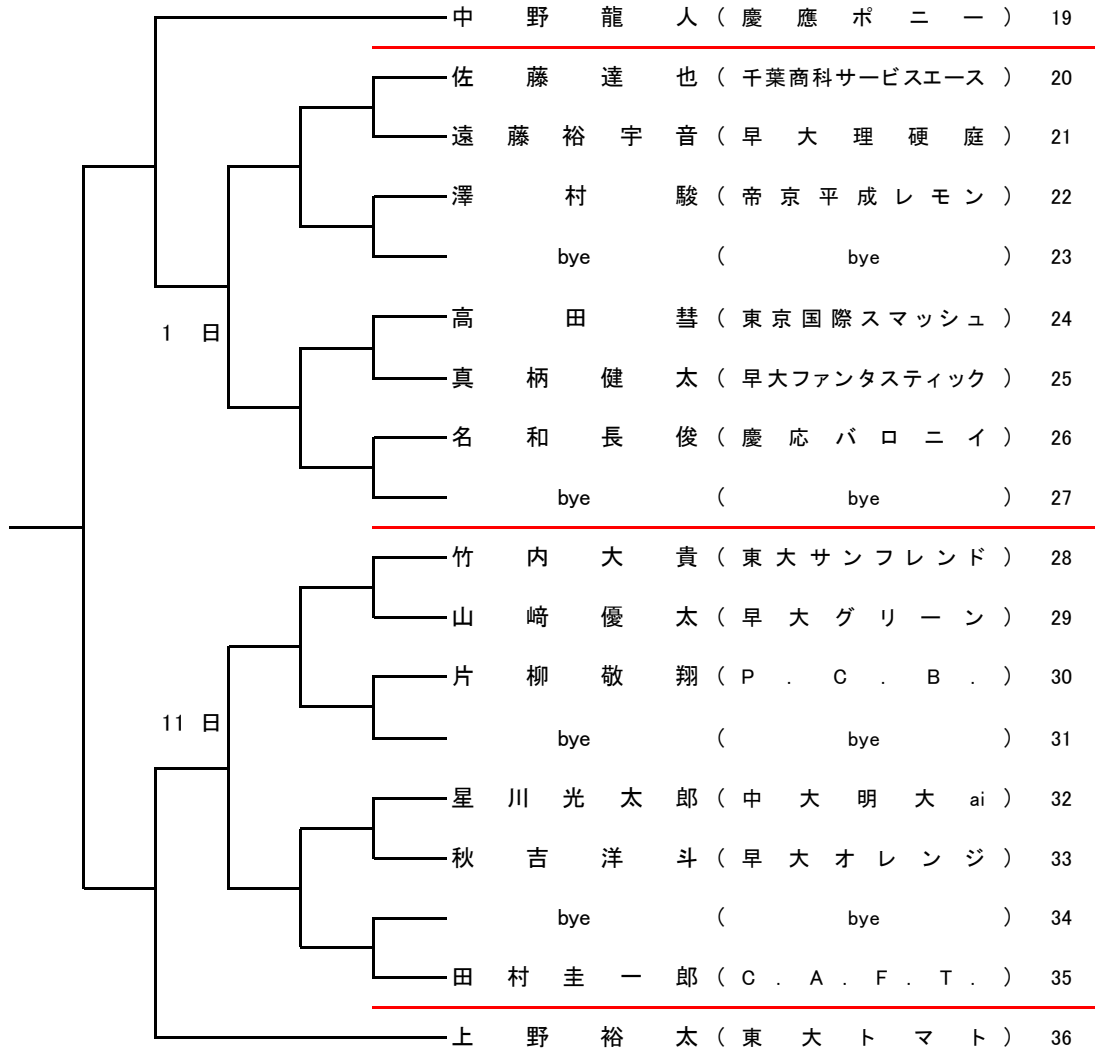 中野龍人（慶應ポニー）19
佐藤達也（千葉商科サービスエース）20
遠藤裕宇音（早大理硬庭）21
澤村駿（帝京平成レモン）22
bye（bye）23
高田彗（東京国際スマッシュ）24
1日
真柄健太（早大ファンタスティック）25
名和長俊（慶応バロニイ）26
bye（bye）27
竹内大貴（東大サンフレンド）28
山﨑優太（早大グリーン）29
片柳敬翔（P.C.B.）30
11日
bye（bye）31
星川光太郎（中大明大ai）32
秋吉洋斗（早大オレンジ）33
bye（bye）34
田村圭一郎（C.A.F.T.）35
上野裕太（東大トマト）36